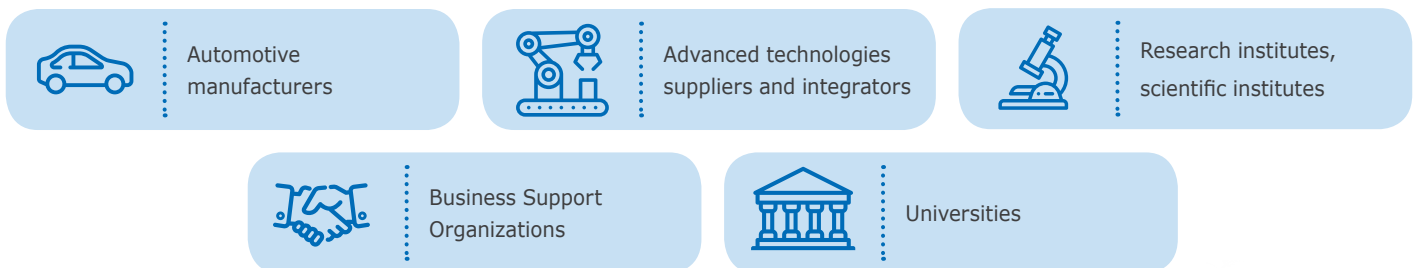 Automotive
manufacturers
Advanced technologies
suppliers and integrators
Research institutes,
scientific institutes
Business Support
Organizations
Universities